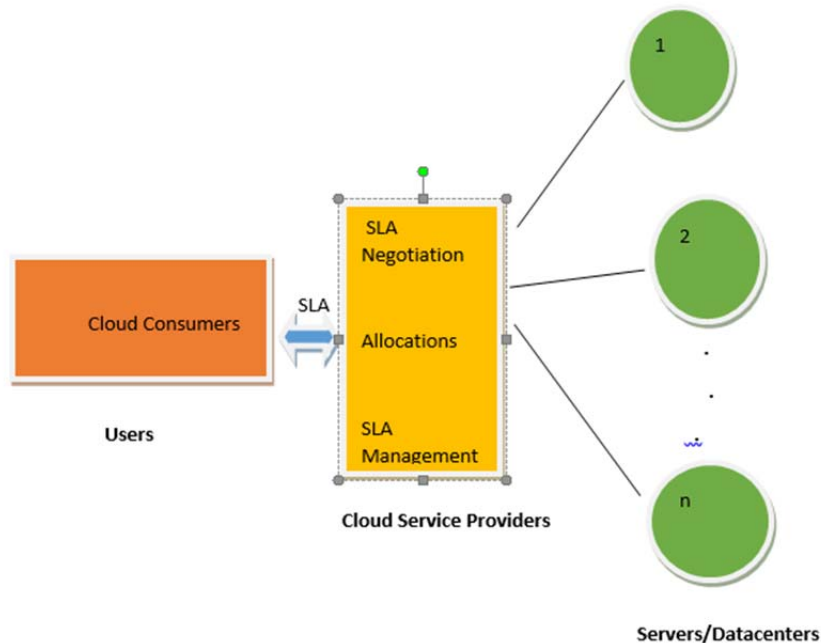 1
SLA
Negotiation
2
SLA
Cloud Consumers
Allocations
Users
SLA
Management
n
Cloud Service Providers
Servers/Datacenters